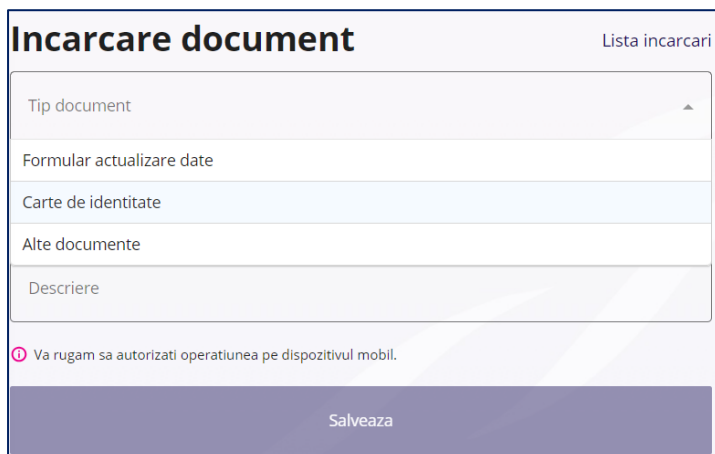 Incarcare document
Lista incarcari
Tip document
Formular actualizare date
Carte de identitate
Alte documente
Descriere
Va rugam sa autorizati operatiunea pe dispozitivul mobil.
Salveaza